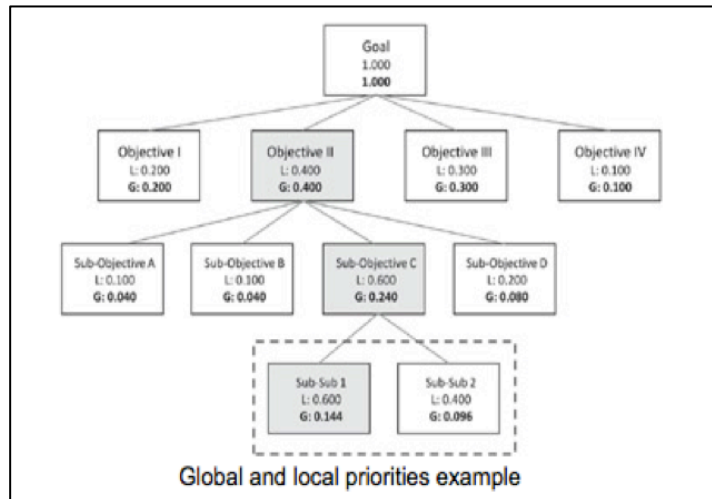 Goal
1.000
1.000
Objective I
L: 0.200
G: 0.200
Objective II
L: 0.400
G: 0.400
Objective III
L: 0.300
G: 0.300
Objective IV
L: 0.100
G: 0.100
Sub-Objective A
L: 0.100
G: 0.040
Sub-Objective B
L: 0.100
G: 0.040
Sub-Objective C
L: 0.600
G: 0.240
Sub-Objective D
L: 0.200
G: 0.080
Sub-Sub 1
L: 0.600
G: 0.144
Sub-Sub 2
L: 0.400
G: 0.096
Global and local priorities example